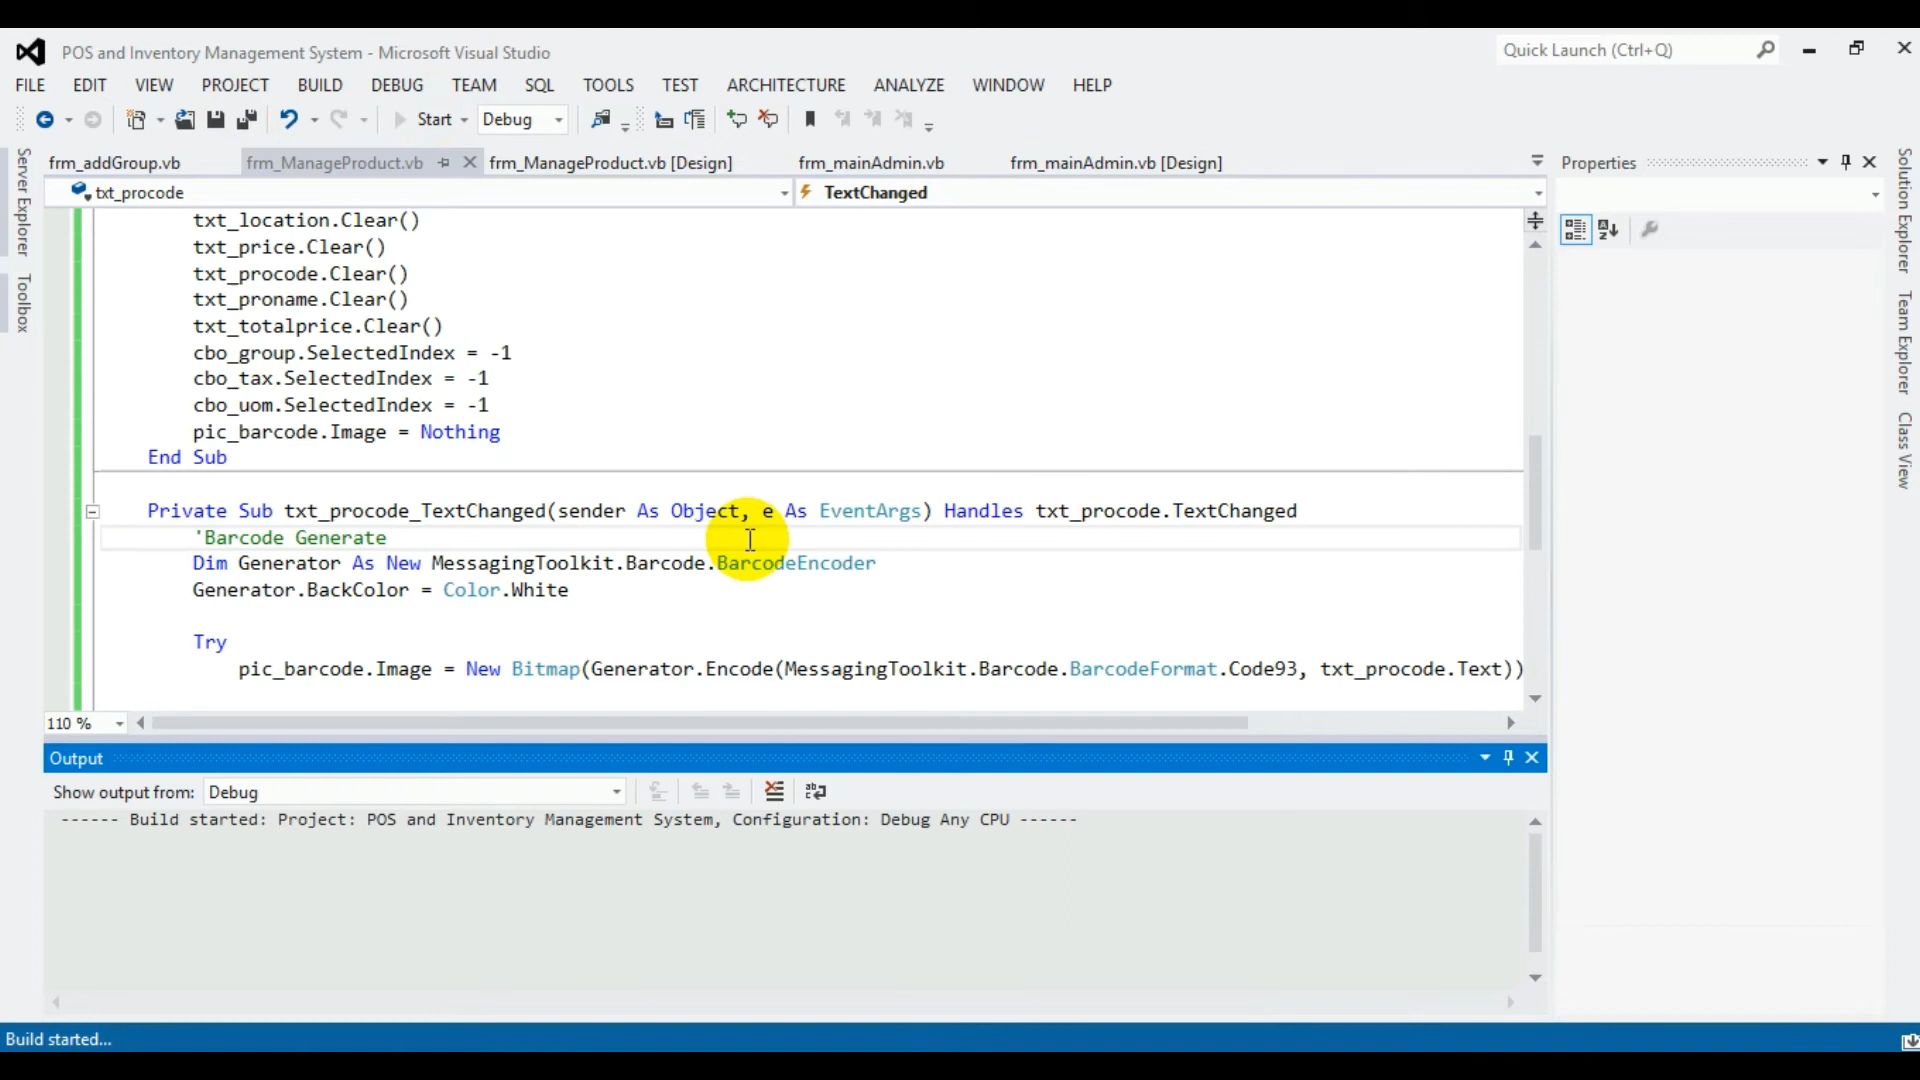 POS and Inventory Management System - Microsoft Visual Studio
Quick Launch (Ctrl+Q)
FILE EDIT VIEW PROJECT BUILD DEBUG TEAM SQL TOOLS TEST ARCHITECTURE ANALYZE WINDOW HELP
Start Debug
frm_addGroup.vb frm_ManageProduct.vb frm_ManageProduct.vb [Design] frm_mainAdmin.vb frm_mainAdmin.vb [Design]
txt_procode TextChanged
txt_location.Clear()
txt_price.Clear()
txt_procode.Clear()
txt_proname.Clear()
txt_totalprice.Clear()
cbo_group.SelectedIndex = -1
cbo_tax.SelectedIndex = -1
cbo_uom.SelectedIndex = -1
pic_barcode.Image = Nothing
End Sub
Private Sub txt_procode_TextChanged(sender As Object, e As EventArgs) Handles txt_procode.TextChanged
'Barcode Generate
Dim Generator As New MessagingToolkit.Barcode.BarcodeEncoder
Generator.BackColor = Color.White
Try
pic_barcode.Image = New Bitmap(Generator.Encode(MessagingToolkit.Barcode.BarcodeFormat.Code93, txt_procode.Text))
110 %
Output
Show output from: Debug
------ Build started: Project: POS and Inventory Management System, Configuration: Debug Any CPU ------
Build started...
Server Explorer
Toolbox
Properties
Solution Explorer
Team Explorer
Class View